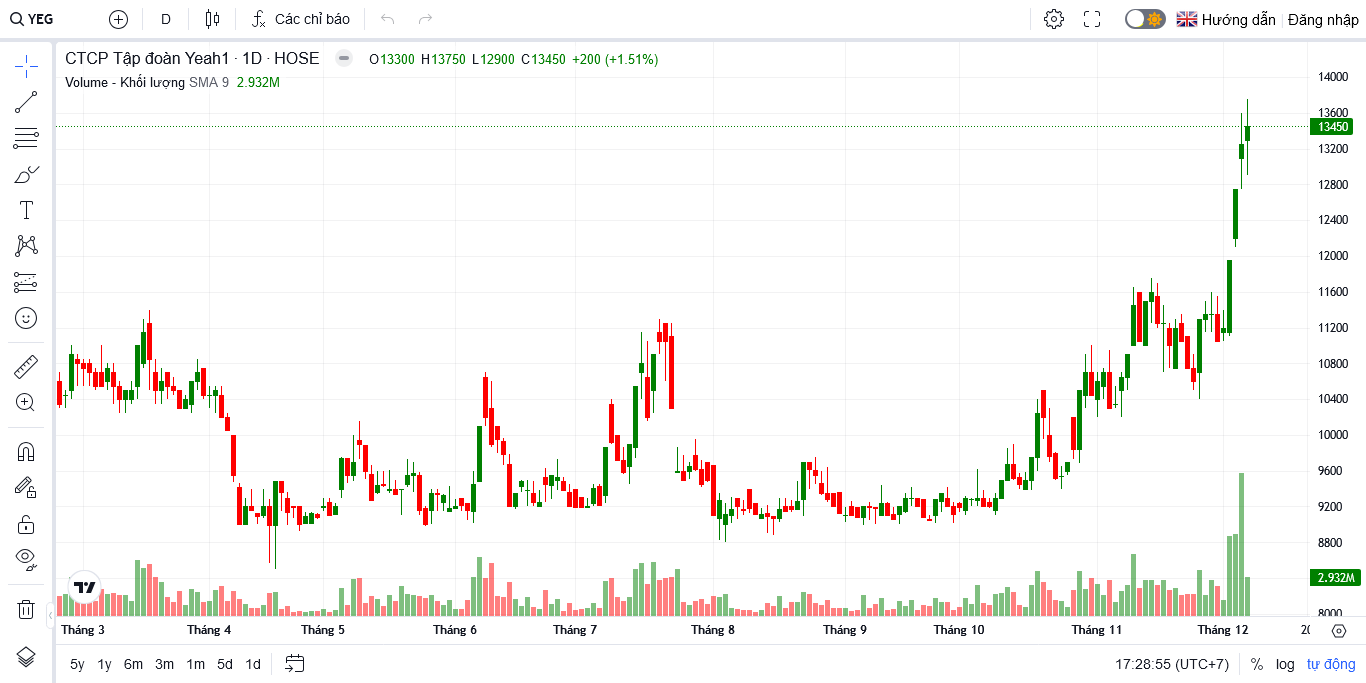 YEG D Các chỉ báo Hướng dẫn Đăng nhập
CTCP Tập đoàn Yeah1 · 1D · HOSE O13300 H13750 L12900 C13450 +200 (+1.51%)
Volume - Khối lượng SMA 9 2.932M
14000
13600
13450
13200
12800
12400
12000
11600
11200
10800
10400
10000
9600
9200
8800
2.932M
8000
Tháng 3 Tháng 4 Tháng 5 Tháng 6 Tháng 7 Tháng 8 Tháng 9 Tháng 10 Tháng 11 Tháng 12
5y 1y 6m 3m 1m 5d 1d 17:28:55 (UTC+7) % log tự động